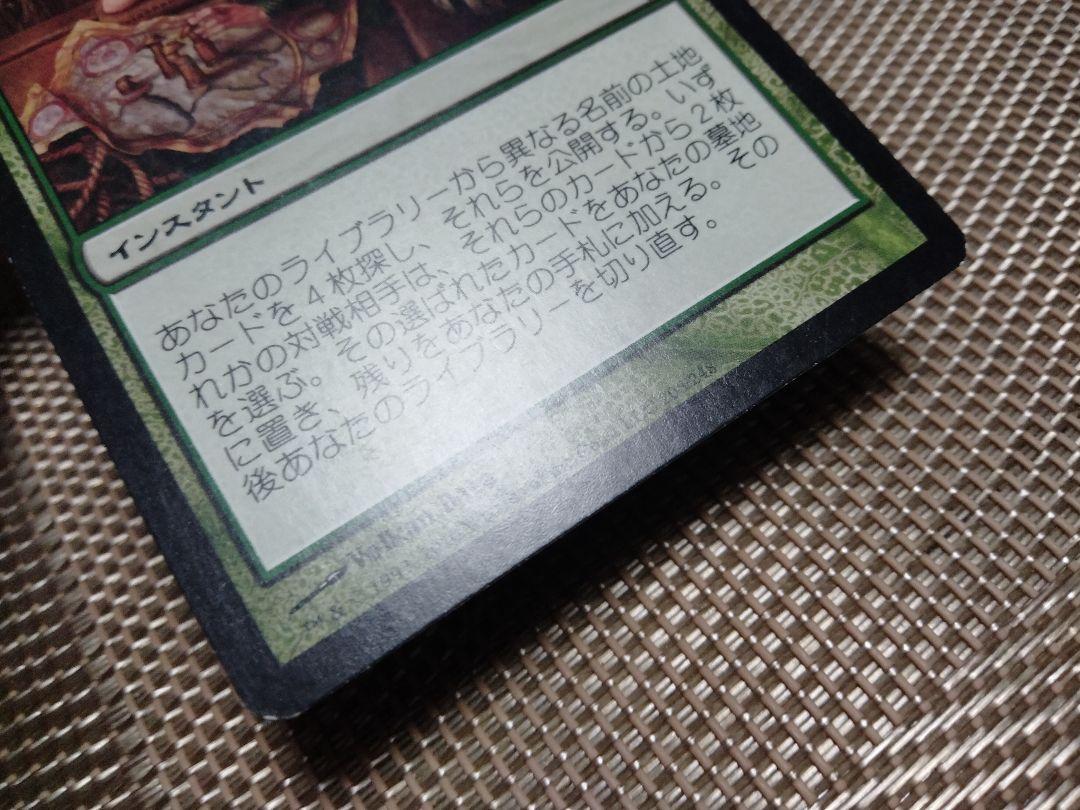 インスタント
あなたのライブラリーから異なる名前の土地
カードを4枚探し、それらを公開する。いず
れかの対戦相手は、それらのカードから2枚
を選ぶ。その選ばれたカードをあなたの墓地
に置き、残りをあなたの手札に加える。その
後あなたのライブラリーを切り直す。
™ & © 1993